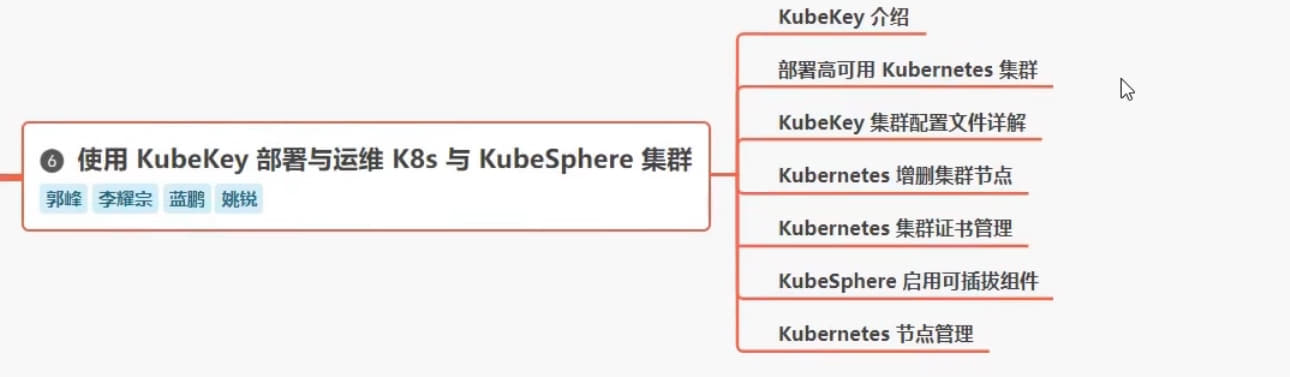 KubeKey 介绍
部署高可用 Kubernetes 集群
KubeKey 集群配置文件详解
❻ 使用 KubeKey 部署与运维 K8s 与 KubeSphere 集群
郭峰 李耀宗 蓝鹏 姚锐
Kubernetes 增删集群节点
Kubernetes 集群证书管理
KubeSphere 启用可插拔组件
Kubernetes 节点管理